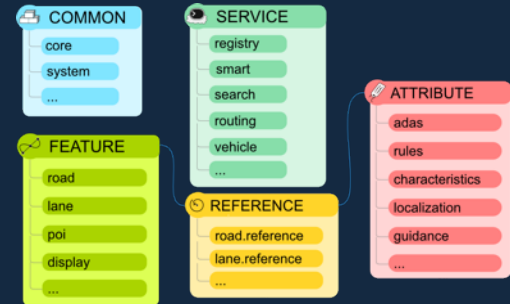 COMMON
core
system
...
SERVICE
registry
smart
search
routing
vehicle
...
ATTRIBUTE
adas
rules
characteristics
localization
guidance
...
FEATURE
road
lane
poi
display
...
REFERENCE
road.reference
lane.reference
...